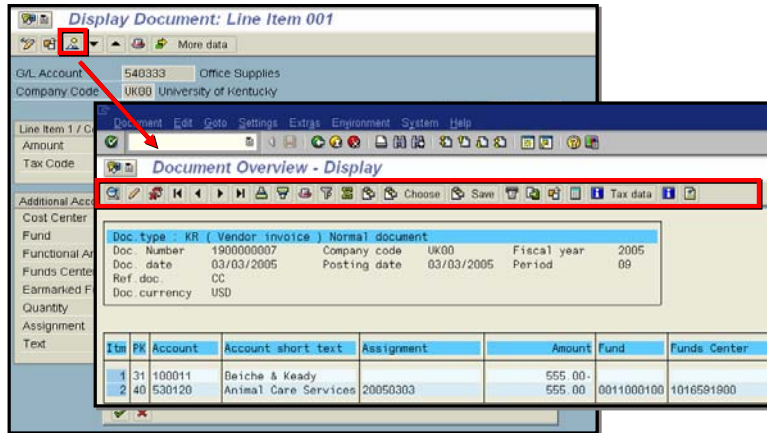 Display Document: Line Item 001
More data
G/L Account 540333 Office Supplies
Company Code UK00 University of Kentucky
Line Item 1 /
Amount
Tax Code
Additional
Cost Center
Fund
Functional
Funds Center
Earmarked
Quantity
Assignment
Text
Document Edit Goto Settings Extras Environment System Help
Document Overview - Display
Choose Save Tax data
Doc.type : KR ( Vendor invoice ) Normal document
Doc. Number 1900000007 Company code UK00 Fiscal year 2005
Doc. date 03/03/2005 Posting date 03/03/2005 Period 09
Ref.doc. CC
Doc.currency USD
Itm PK Account Account short text Assignment Amount Fund Funds Center
1 31 100011 Beiche & Keady 555.00-
2 40 530120 Animal Care Services 20050303 555.00 0011000100 1016591900